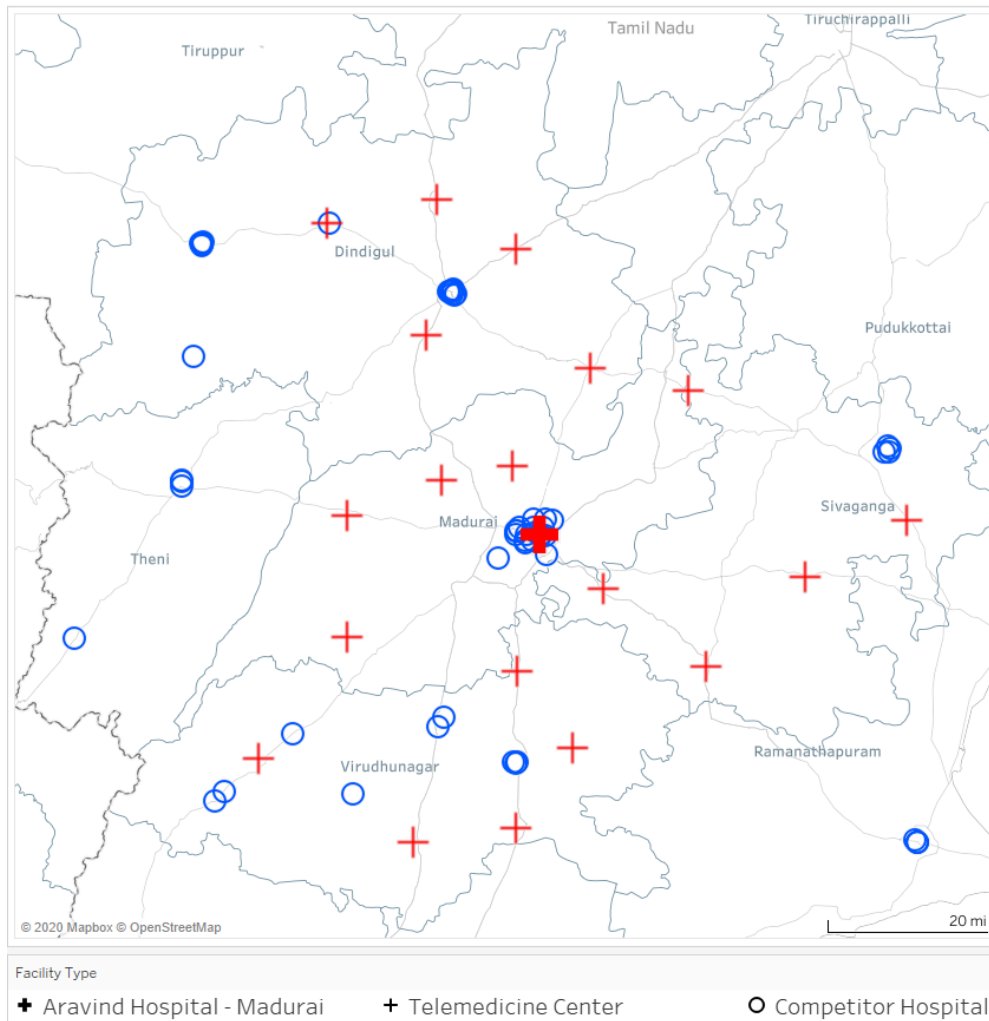 Tiruchirappalli
Tamil Nadu
Tiruppur
Dindigul
Pudukkottai
Sivaganga
Madurai
Theni
Ramanathapuram
Virudhunagar
© 2020 Mapbox © OpenStreetMap
20 mi
Facility Type
Aravind Hospital - Madurai Telemedicine Center Competitor Hospital